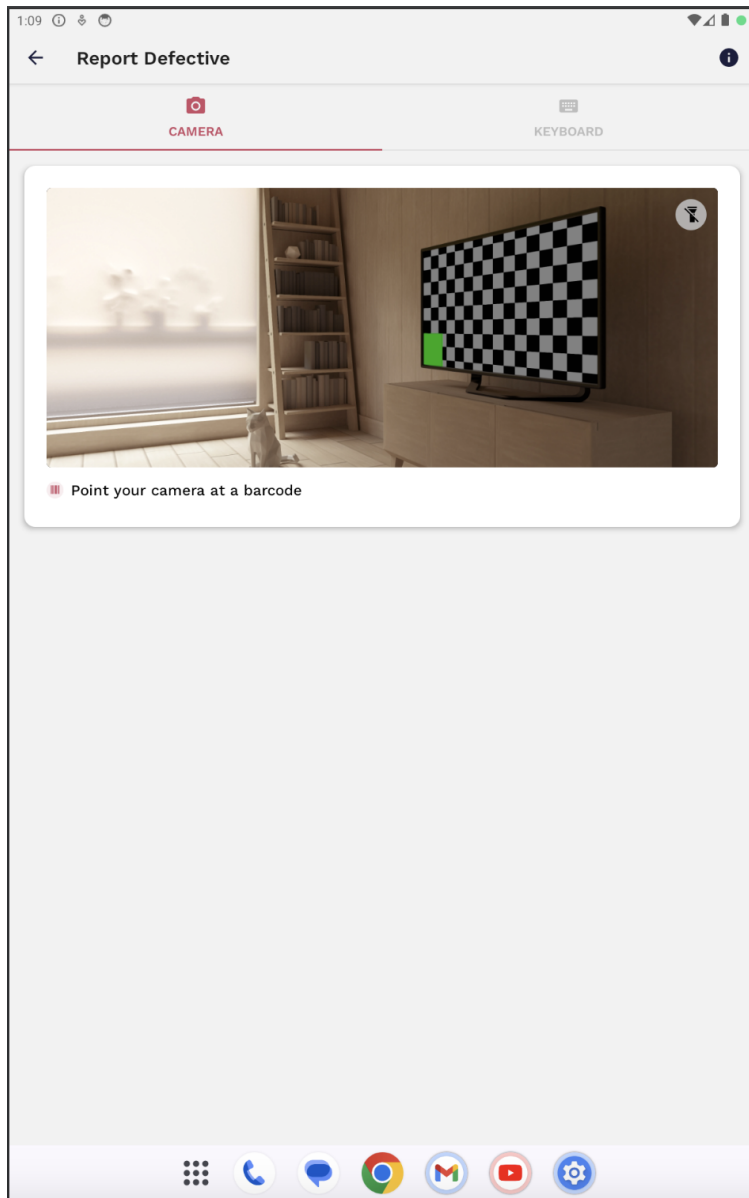 1:09
Report Defective
CAMERA
KEYBOARD
Point your camera at a barcode